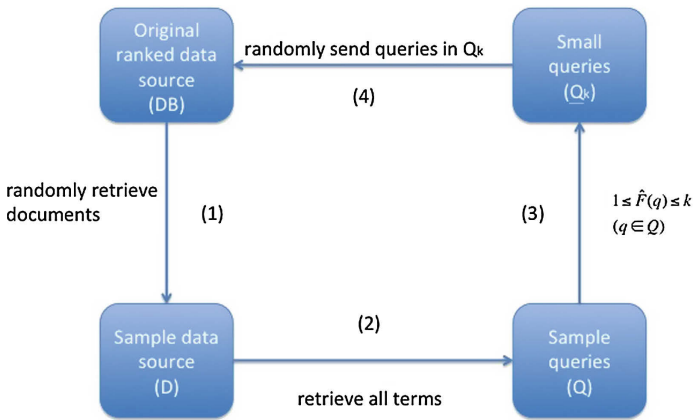 Original
ranked data
source
(DB)
randomly send queries in Qk
(4)
Small
queries
(Qk)
randomly retrieve
documents
(1)
(3)
1 ≤ F̂(q) ≤ k
(q ∈ Q)
Sample data
source
(D)
(2)
retrieve all terms
Sample
queries
(Q)